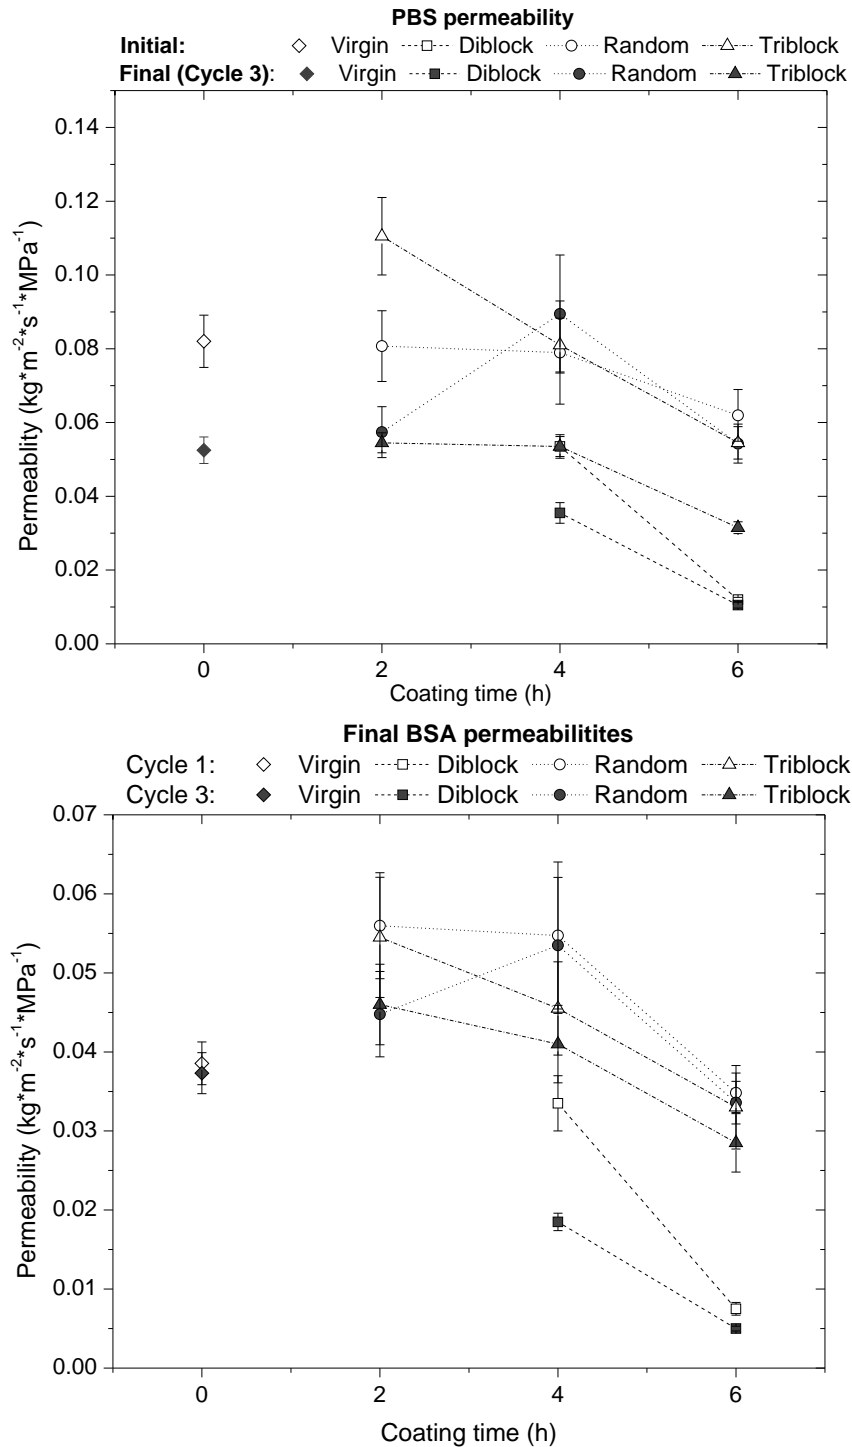 PBS permeability
Initial: Virgin Diblock Random Triblock
Final (Cycle 3): Virgin Diblock Random Triblock
0.14
0.12
0.10
0.08
0.06
0.04
0.02
0.00
Permeablity (kg*m⁻²*s⁻¹*MPa⁻¹)
0 2 4 6
Coating time (h)
Final BSA permeabilitites
Cycle 1: Virgin Diblock Random Triblock
Cycle 3: Virgin Diblock Random Triblock
0.07
0.06
0.05
0.04
0.03
0.02
0.01
0.00
Permeability (kg*m⁻²*s⁻¹*MPa⁻¹)
0 2 4 6
Coating time (h)